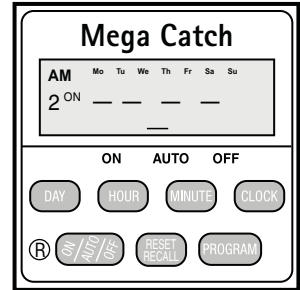 Mega Catch
AM Mo Tu We Th Fr Sa Su
2 ON
ON AUTO OFF
DAY HOUR MINUTE CLOCK
® ON/AUTO/OFF RESET RECALL PROGRAM